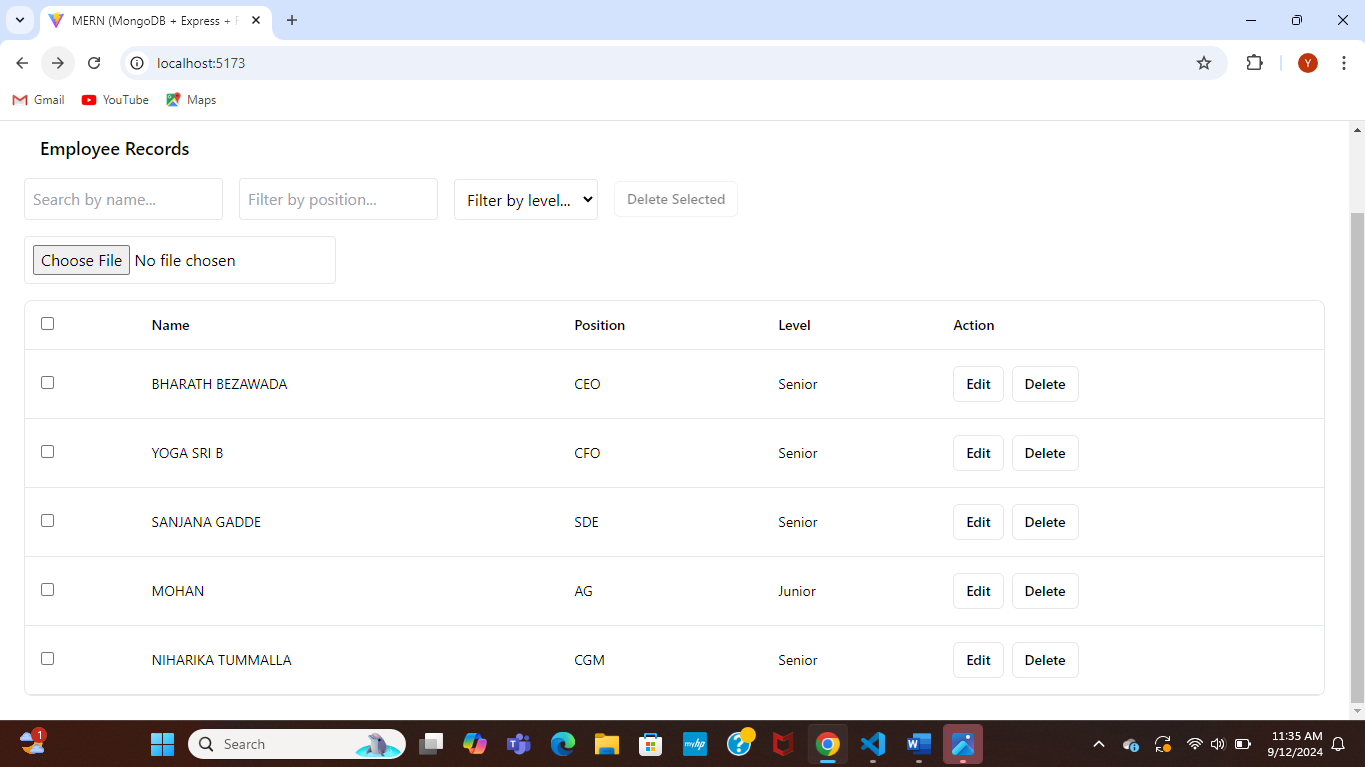 MERN (MongoDB + Express +
localhost:5173
Y
Gmail YouTube Maps
Employee Records
Search by name... Filter by position... Filter by level... Delete Selected
Choose File No file chosen
Name Position Level Action
BHARATH BEZAWADA CEO Senior Edit Delete
YOGA SRI B CFO Senior Edit Delete
SANJANA GADDE SDE Senior Edit Delete
MOHAN AG Junior Edit Delete
NIHARIKA TUMMALLA CGM Senior Edit Delete
1 Search myhp 11:35 AM
9/12/2024